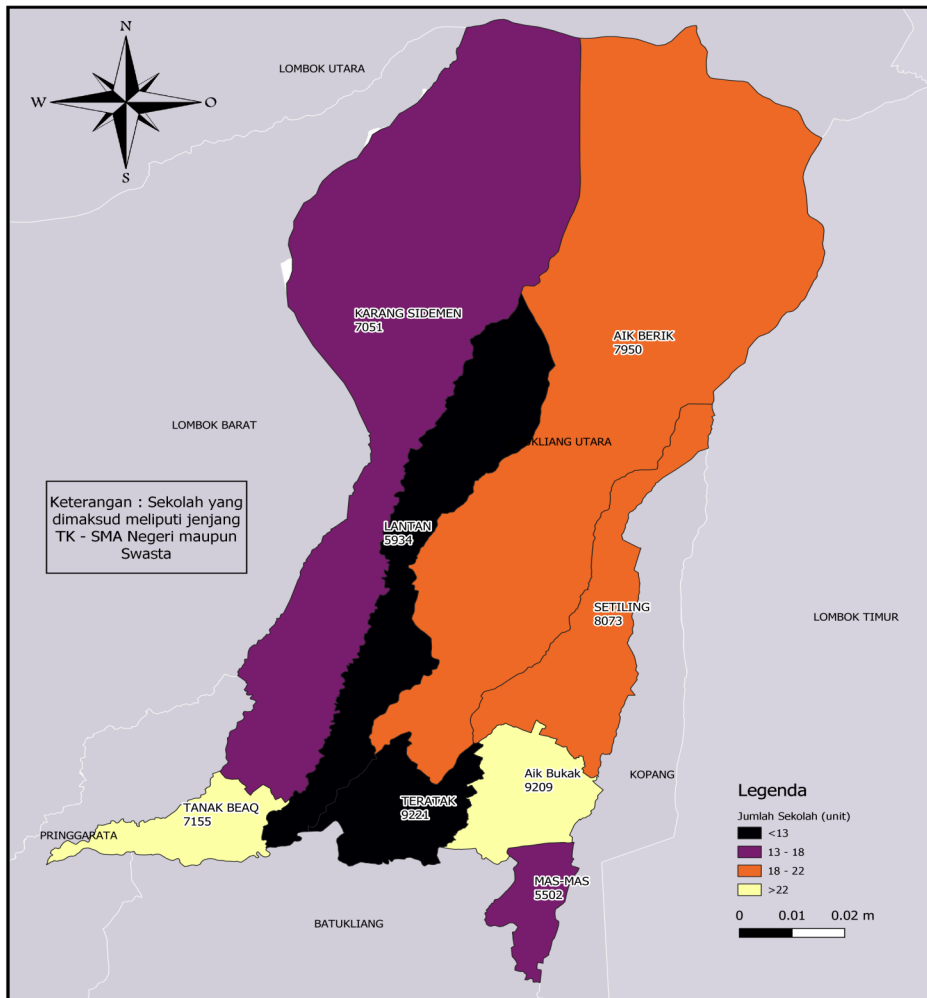 N
W
O
S
LOMBOK UTARA
KARANG SIDEMEN
7051
AIK BERIK
7950
LOMBOK BARAT
KLIANG UTARA
Keterangan : Sekolah yang
dimaksud meliputi jenjang
TK - SMA Negeri maupun
Swasta
LANTAN
5934
SETILING
8073
LOMBOK TIMUR
KOPANG
Aik Bukak
9209
TANAK BEAQ
7155
TERATAK
9221
PRINGGARATA
MAS-MAS
5502
BATUKLIANG
Legenda
Jumlah Sekolah (unit)
<13
13 - 18
18 - 22
>22
0 0.01 0.02 m